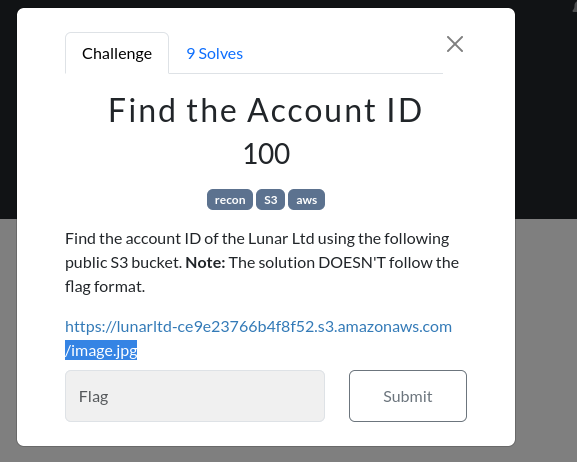 Challenge
9 Solves
Find the Account ID
100
recon S3 aws
Find the account ID of the Lunar Ltd using the following
public S3 bucket. Note: The solution DOESN'T follow the
flag format.
https://lunarltd-ce9e23766b4f8f52.s3.amazonaws.com
/image.jpg
Flag
Submit